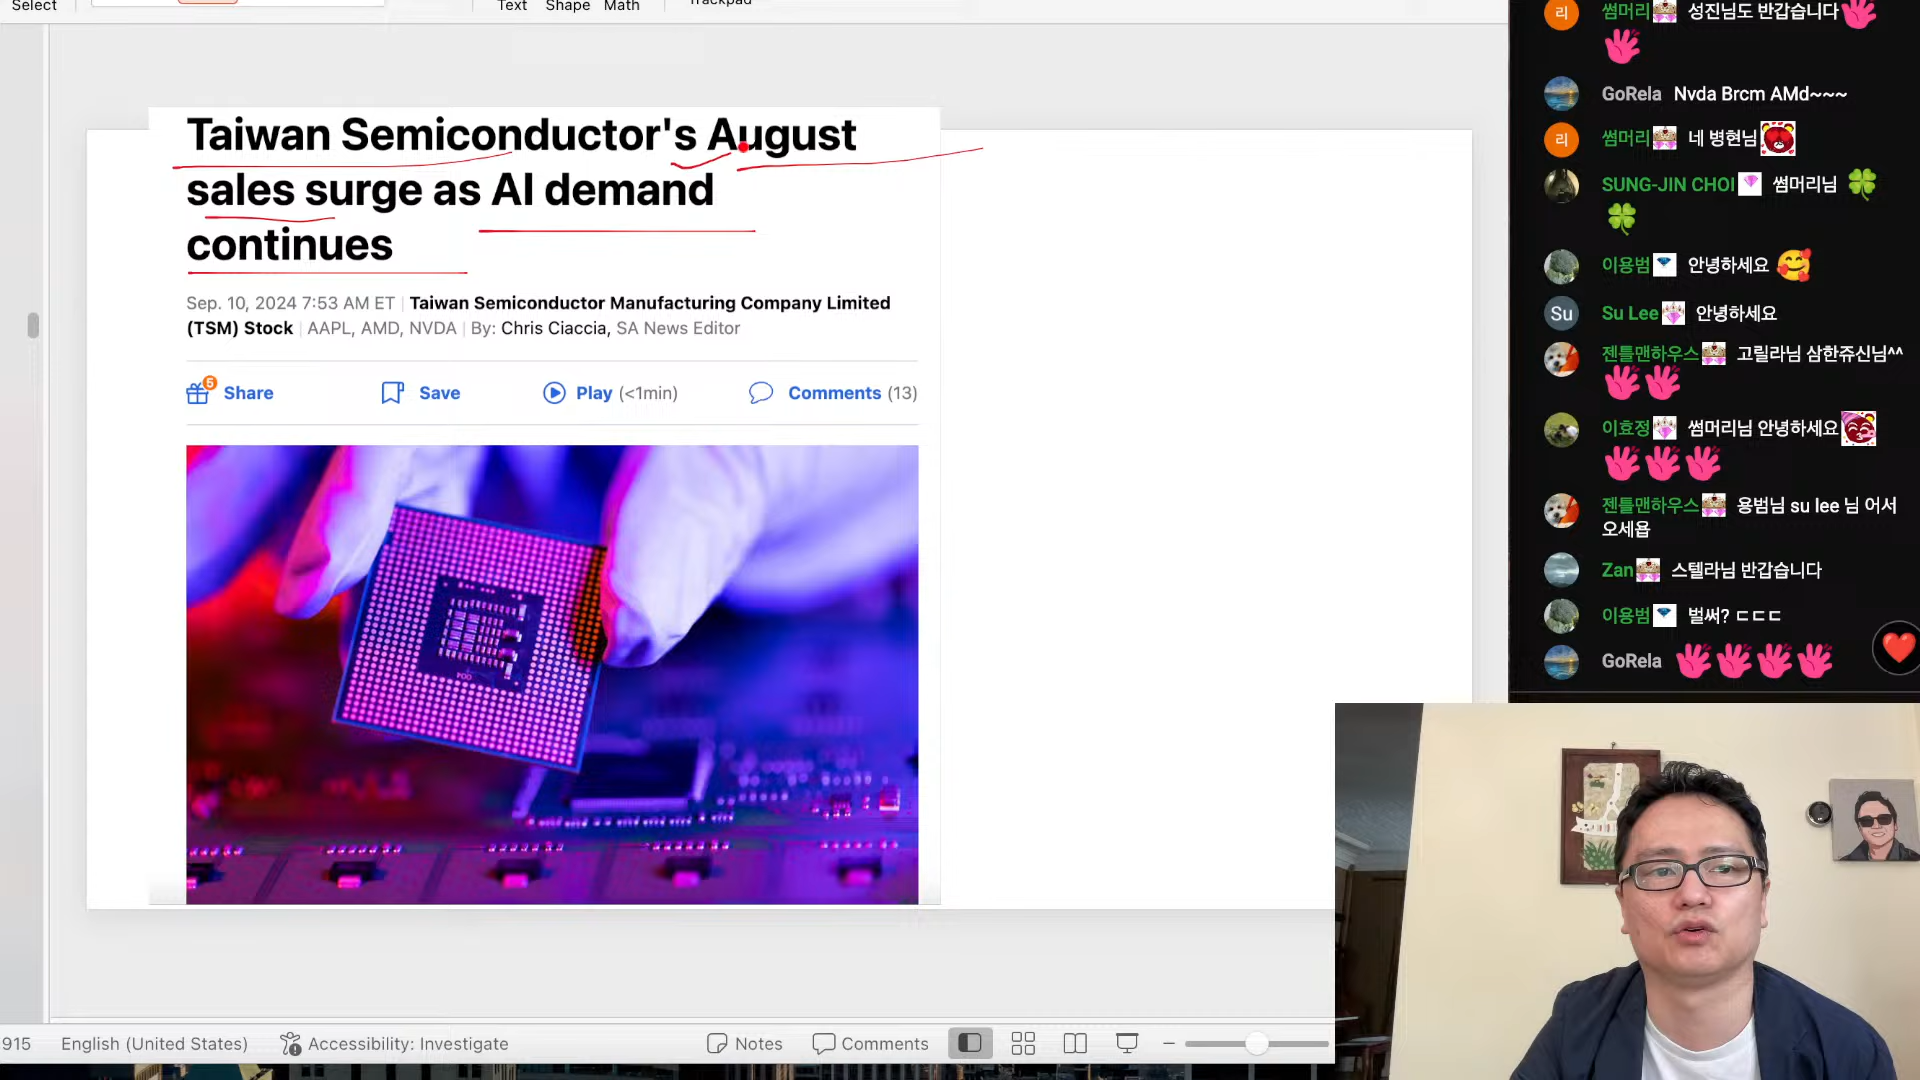 Select
Text Shape Math
Taiwan Semiconductor's August
sales surge as AI demand
continues
Sep. 10, 2024 7:53 AM ET | Taiwan Semiconductor Manufacturing Company Limited
(TSM) Stock | AAPL, AMD, NVDA | By: Chris Ciaccia, SA News Editor
5
Share
Save
Play (<1min)
Comments (13)
리 썸머리 성진님도 반갑습니다
GoRela Nvda Brcm AMd~~~
리 썸머리 네 병현님
SUNG-JIN CHOI 썸머리님
이용범 안녕하세요
Su Su Lee 안녕하세요
젠틀맨하우스 고릴라님 삼한쥬신님^^
이효정 썸머리님 안녕하세요
젠틀맨하우스 용범님 su lee 님 어서
오세욥
Zan 스텔라님 반갑습니다
이용범 벌써? ㄷㄷㄷ
GoRela
915 English (United States) Accessibility: Investigate Notes Comments